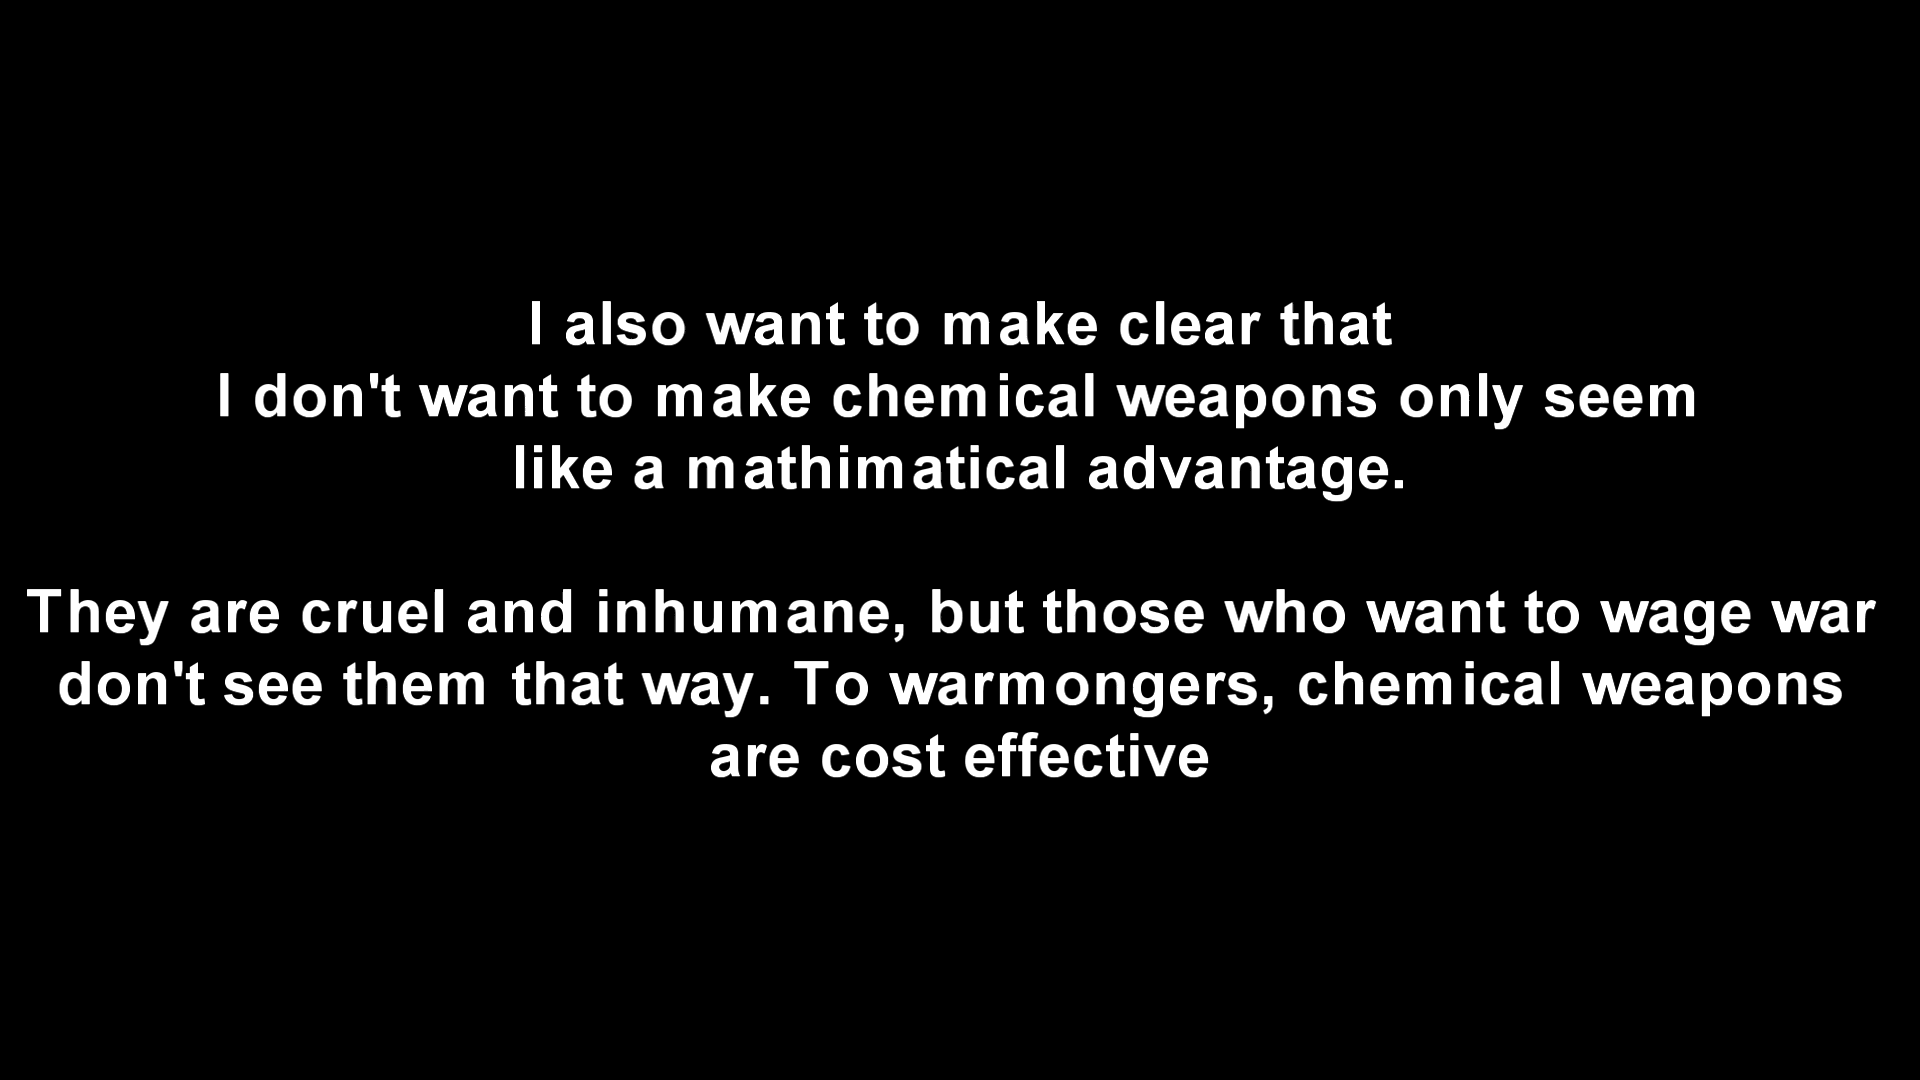 I also want to make clear that
I don't want to make chemical weapons only seem
like a mathimatical advantage.
They are cruel and inhumane, but those who want to wage war
don't see them that way. To warmongers, chemical weapons
are cost effective